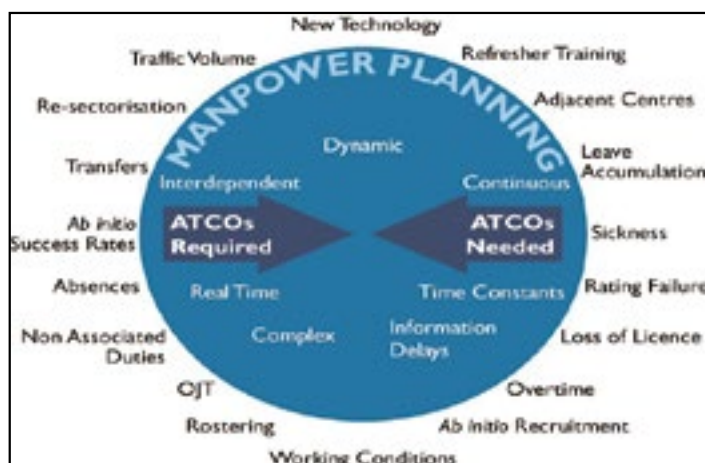 New Technology
Traffic Volume
Refresher Training
MANPOWER PLANNING
Re-sectorisation
Adjacent Centres
Dynamic
Transfers
Leave
Accumulation
Interdependent
Continuous
Ab initio
Success Rates
ATCOs
Required
ATCOs
Needed
Sickness
Absences
Real Time
Time Constants
Rating Failure
Non Associated
Duties
Complex
Information
Delays
Loss of Licence
OJT
Overtime
Rostering
Ab Initio Recruitment
Working Conditions